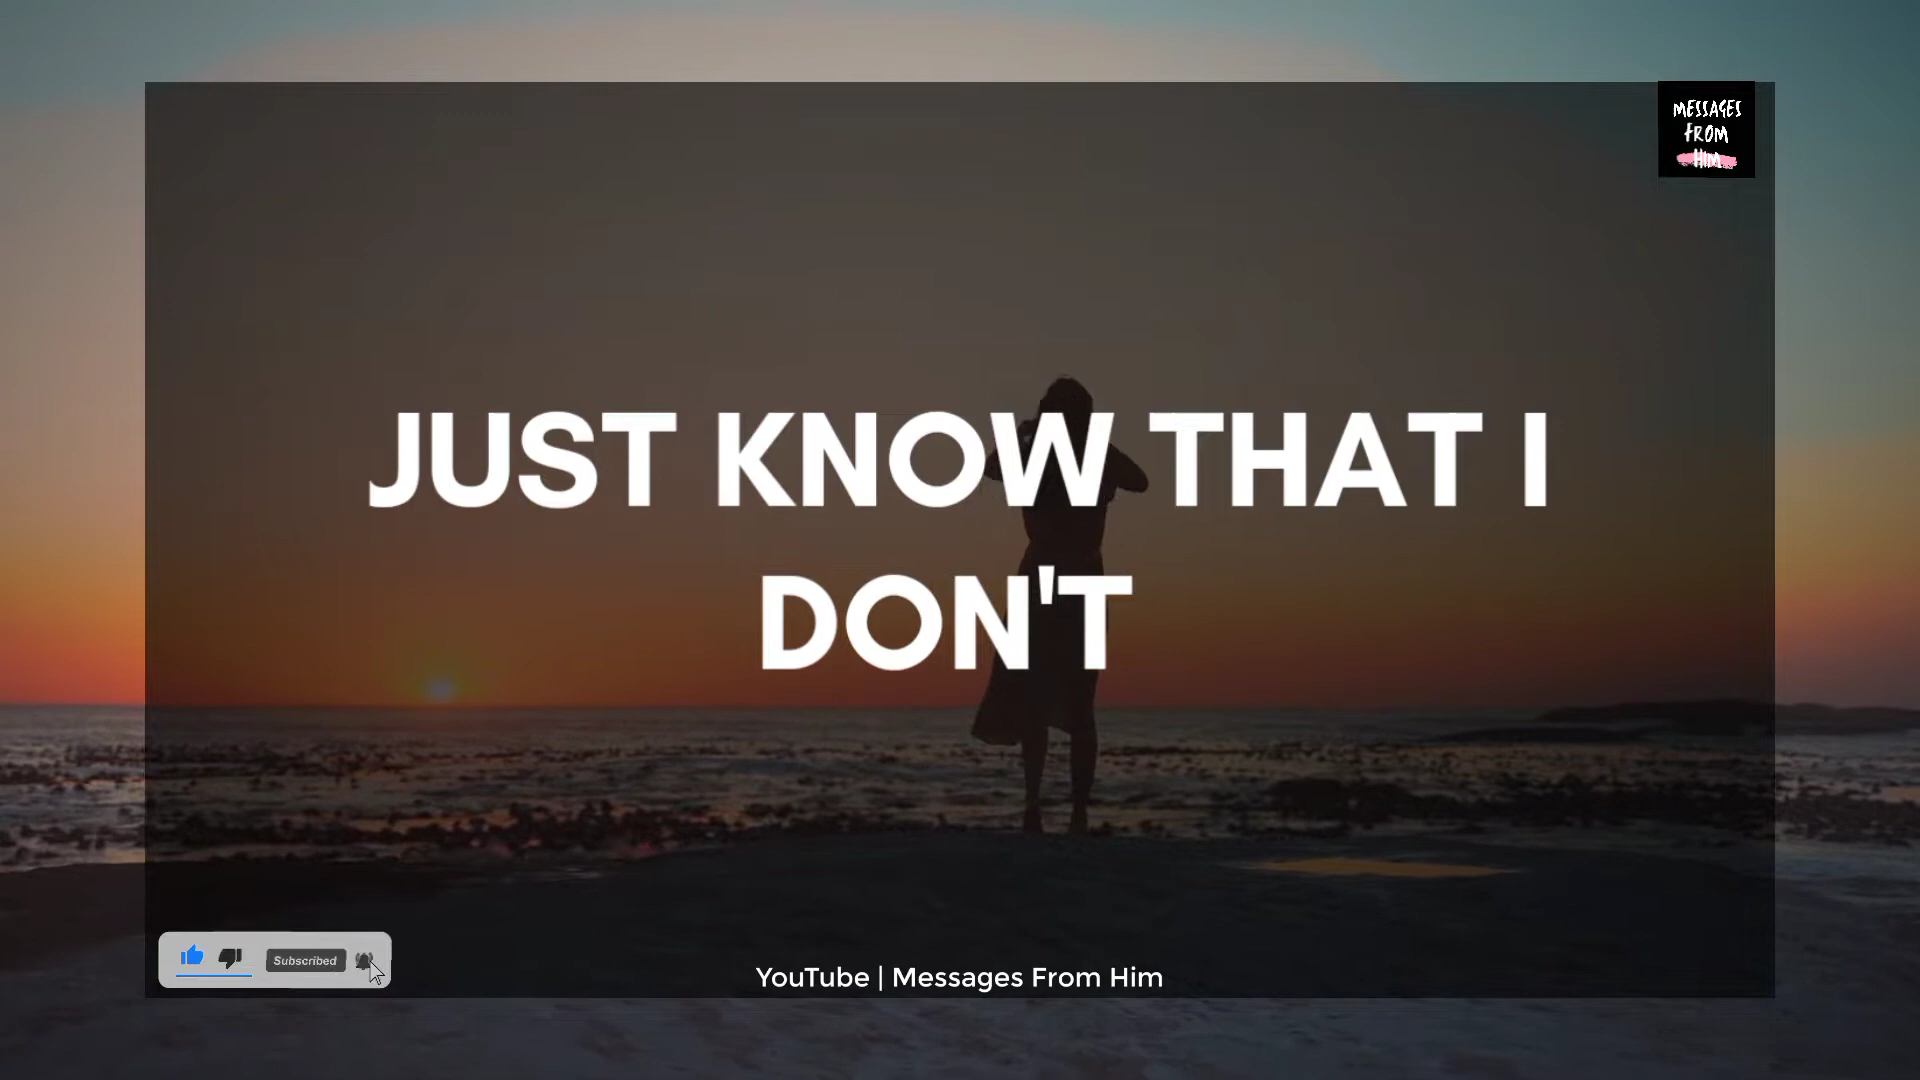 MESSAGES
FROM
HIM
JUST KNOW THAT I
DON'T
Subscribed
YouTube | Messages From Him